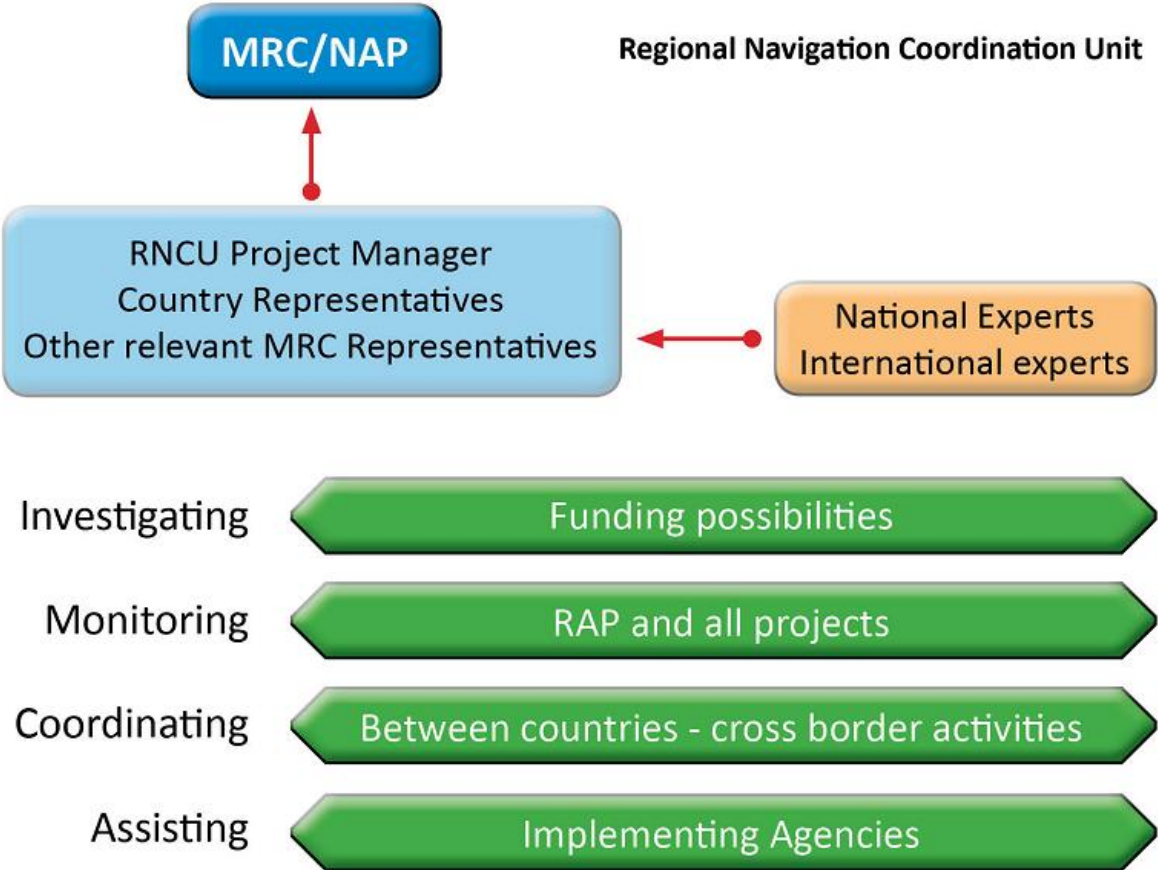 MRC/NAP
Regional Navigation Coordination Unit
RNCU Project Manager
Country Representatives
Other relevant MRC Representatives
National Experts
International experts
Investigating
Funding possibilities
Monitoring
RAP and all projects
Coordinating
Between countries - cross border activities
Assisting
Implementing Agencies